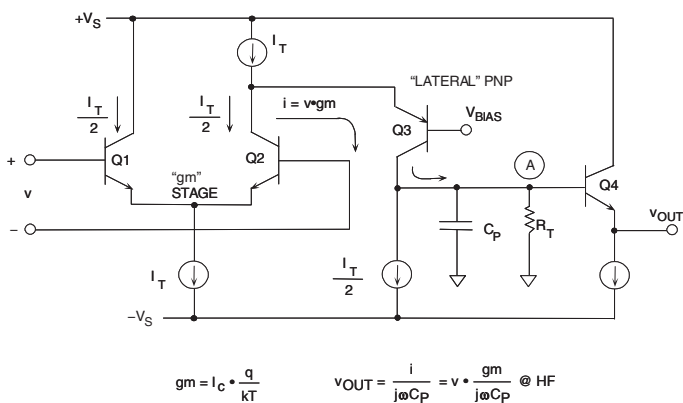 +VS
IT
"LATERAL" PNP
IT
2
IT
2
i = v•gm
Q3
VBIAS
+
Q1
Q2
A
Q4
v
"gm"
STAGE
–
CP
RT
vOUT
IT
IT
2
–VS
gm = Ic • q
kT
vOUT = i
jωCP
= v • gm
jωCP
@ HF